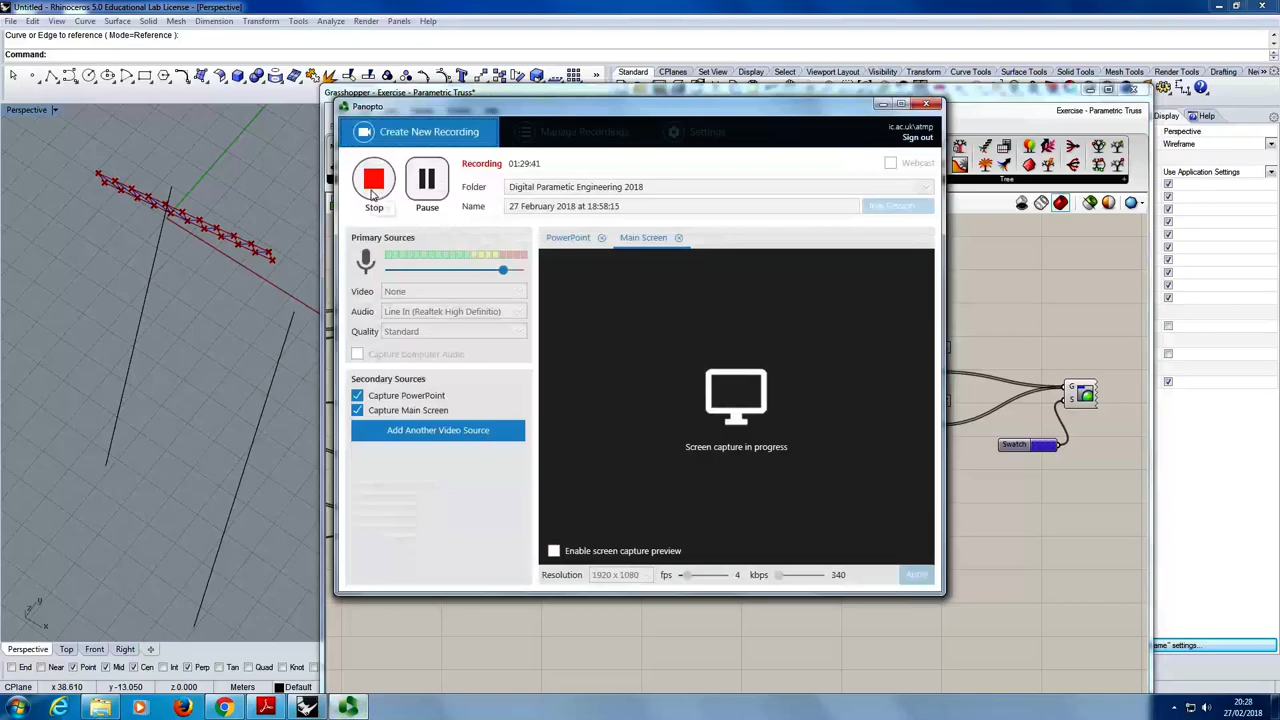 Untitled - Rhinoceros 5.0 Educational Lab License - [Perspective]
File Edit View Curve Surface Solid Mesh Dimension Transform Tools Analyze Render Panels Help
Curve or Edge to reference ( Mode=Reference ):
Command:
Standard CPlanes Set View Display Select Viewport Layout Visibility Transform Curve Tools Surface Tools Solid Tools Mesh Tools Render Tools Drafting
Grasshopper - Exercise - Parametric Truss*
Panopto
Perspective
Exercise - Parametric Truss
Display Help
Create New Recording
Manage Recordings
Settings
ic.ac.uk\atmp
Sign out
Perspective
Wireframe
Recording 01:29:41
Webcast
Use Application Settings
Tree
Folder Digital Parametic Engineering 2018
Name 27 February 2018 at 18:58:15
Stop
Pause
Primary Sources
PowerPoint
Main Screen
Video None
Audio Line In (Realtek High Definitio)
Quality Standard
Capture Computer Audio
Secondary Sources
Capture PowerPoint
Capture Main Screen
Add Another Video Source
Screen capture in progress
G
S
Swatch
Enable screen capture preview
Resolution 1920 x 1080 fps 4 kbps 340
Apply
z y
x
Perspective Top Front Right
End Near Point Mid Cen Int Perp Tan Quad Knot
CPlane x 38.610 y -13.050 z 0.000 Meters Default
20:28
27/02/2018